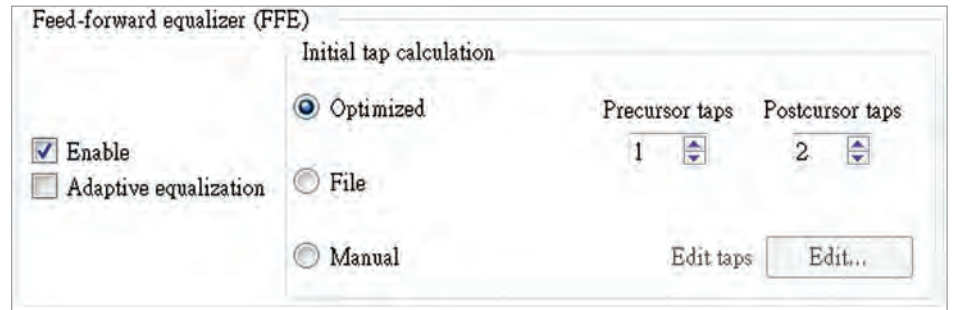 Feed-forward equalizer (FFE)
Initial tap calculation
Optimized
Precursor taps
Postcursor taps
1
2
Enable
Adaptive equalization
File
Manual
Edit taps
Edit...